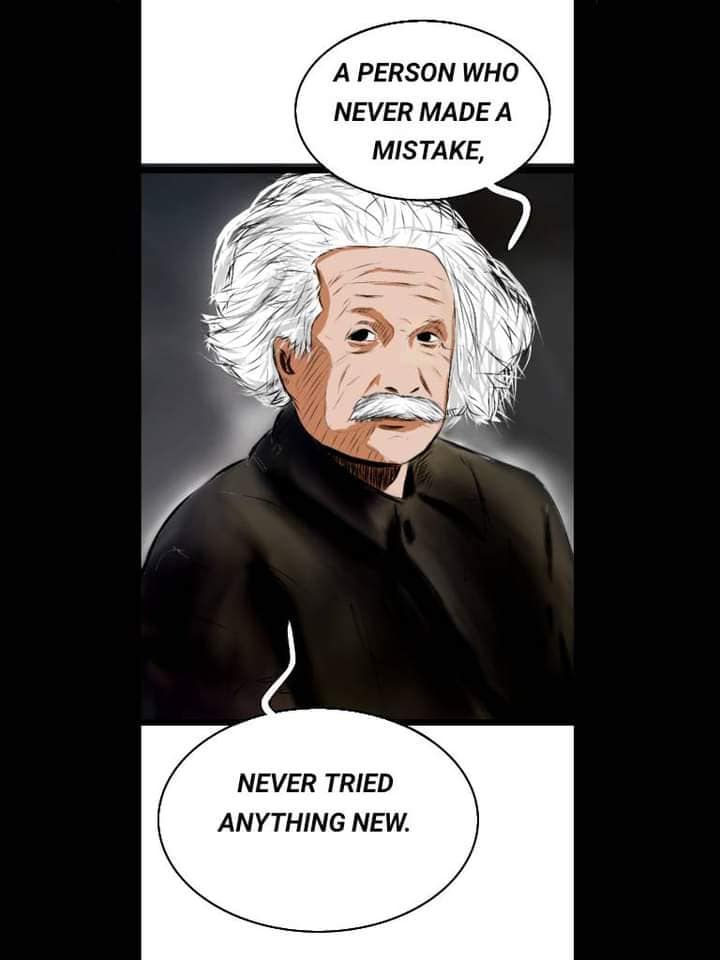 A PERSON WHO
NEVER MADE A
MISTAKE,
NEVER TRIED
ANYTHING NEW.